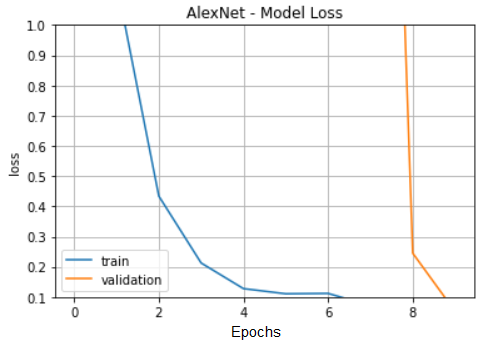 AlexNet - Model Loss
1.0
0.9
0.8
0.7
0.6
0.5
0.4
0.3
0.2
0.1
loss
train
validation
0 2 4 6 8
Epochs